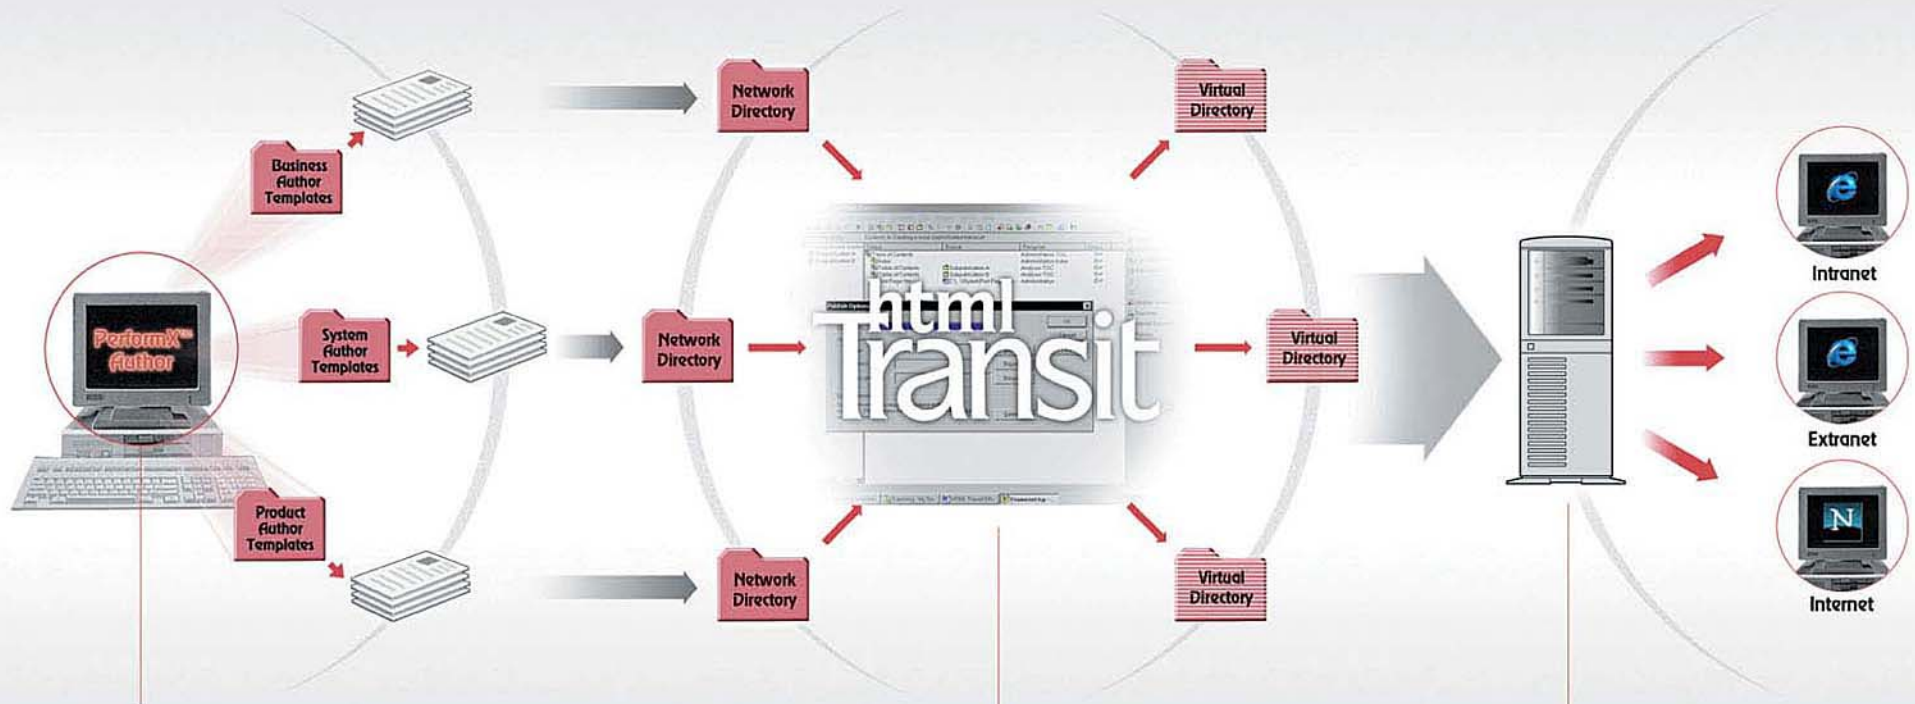 PerformX™
Author
Business
Author
Templates
System
Author
Templates
Product
Author
Templates
Network
Directory
Network
Directory
Network
Directory
html
Transit
Virtual
Directory
Virtual
Directory
Virtual
Directory
Intranet
Extranet
N
Internet